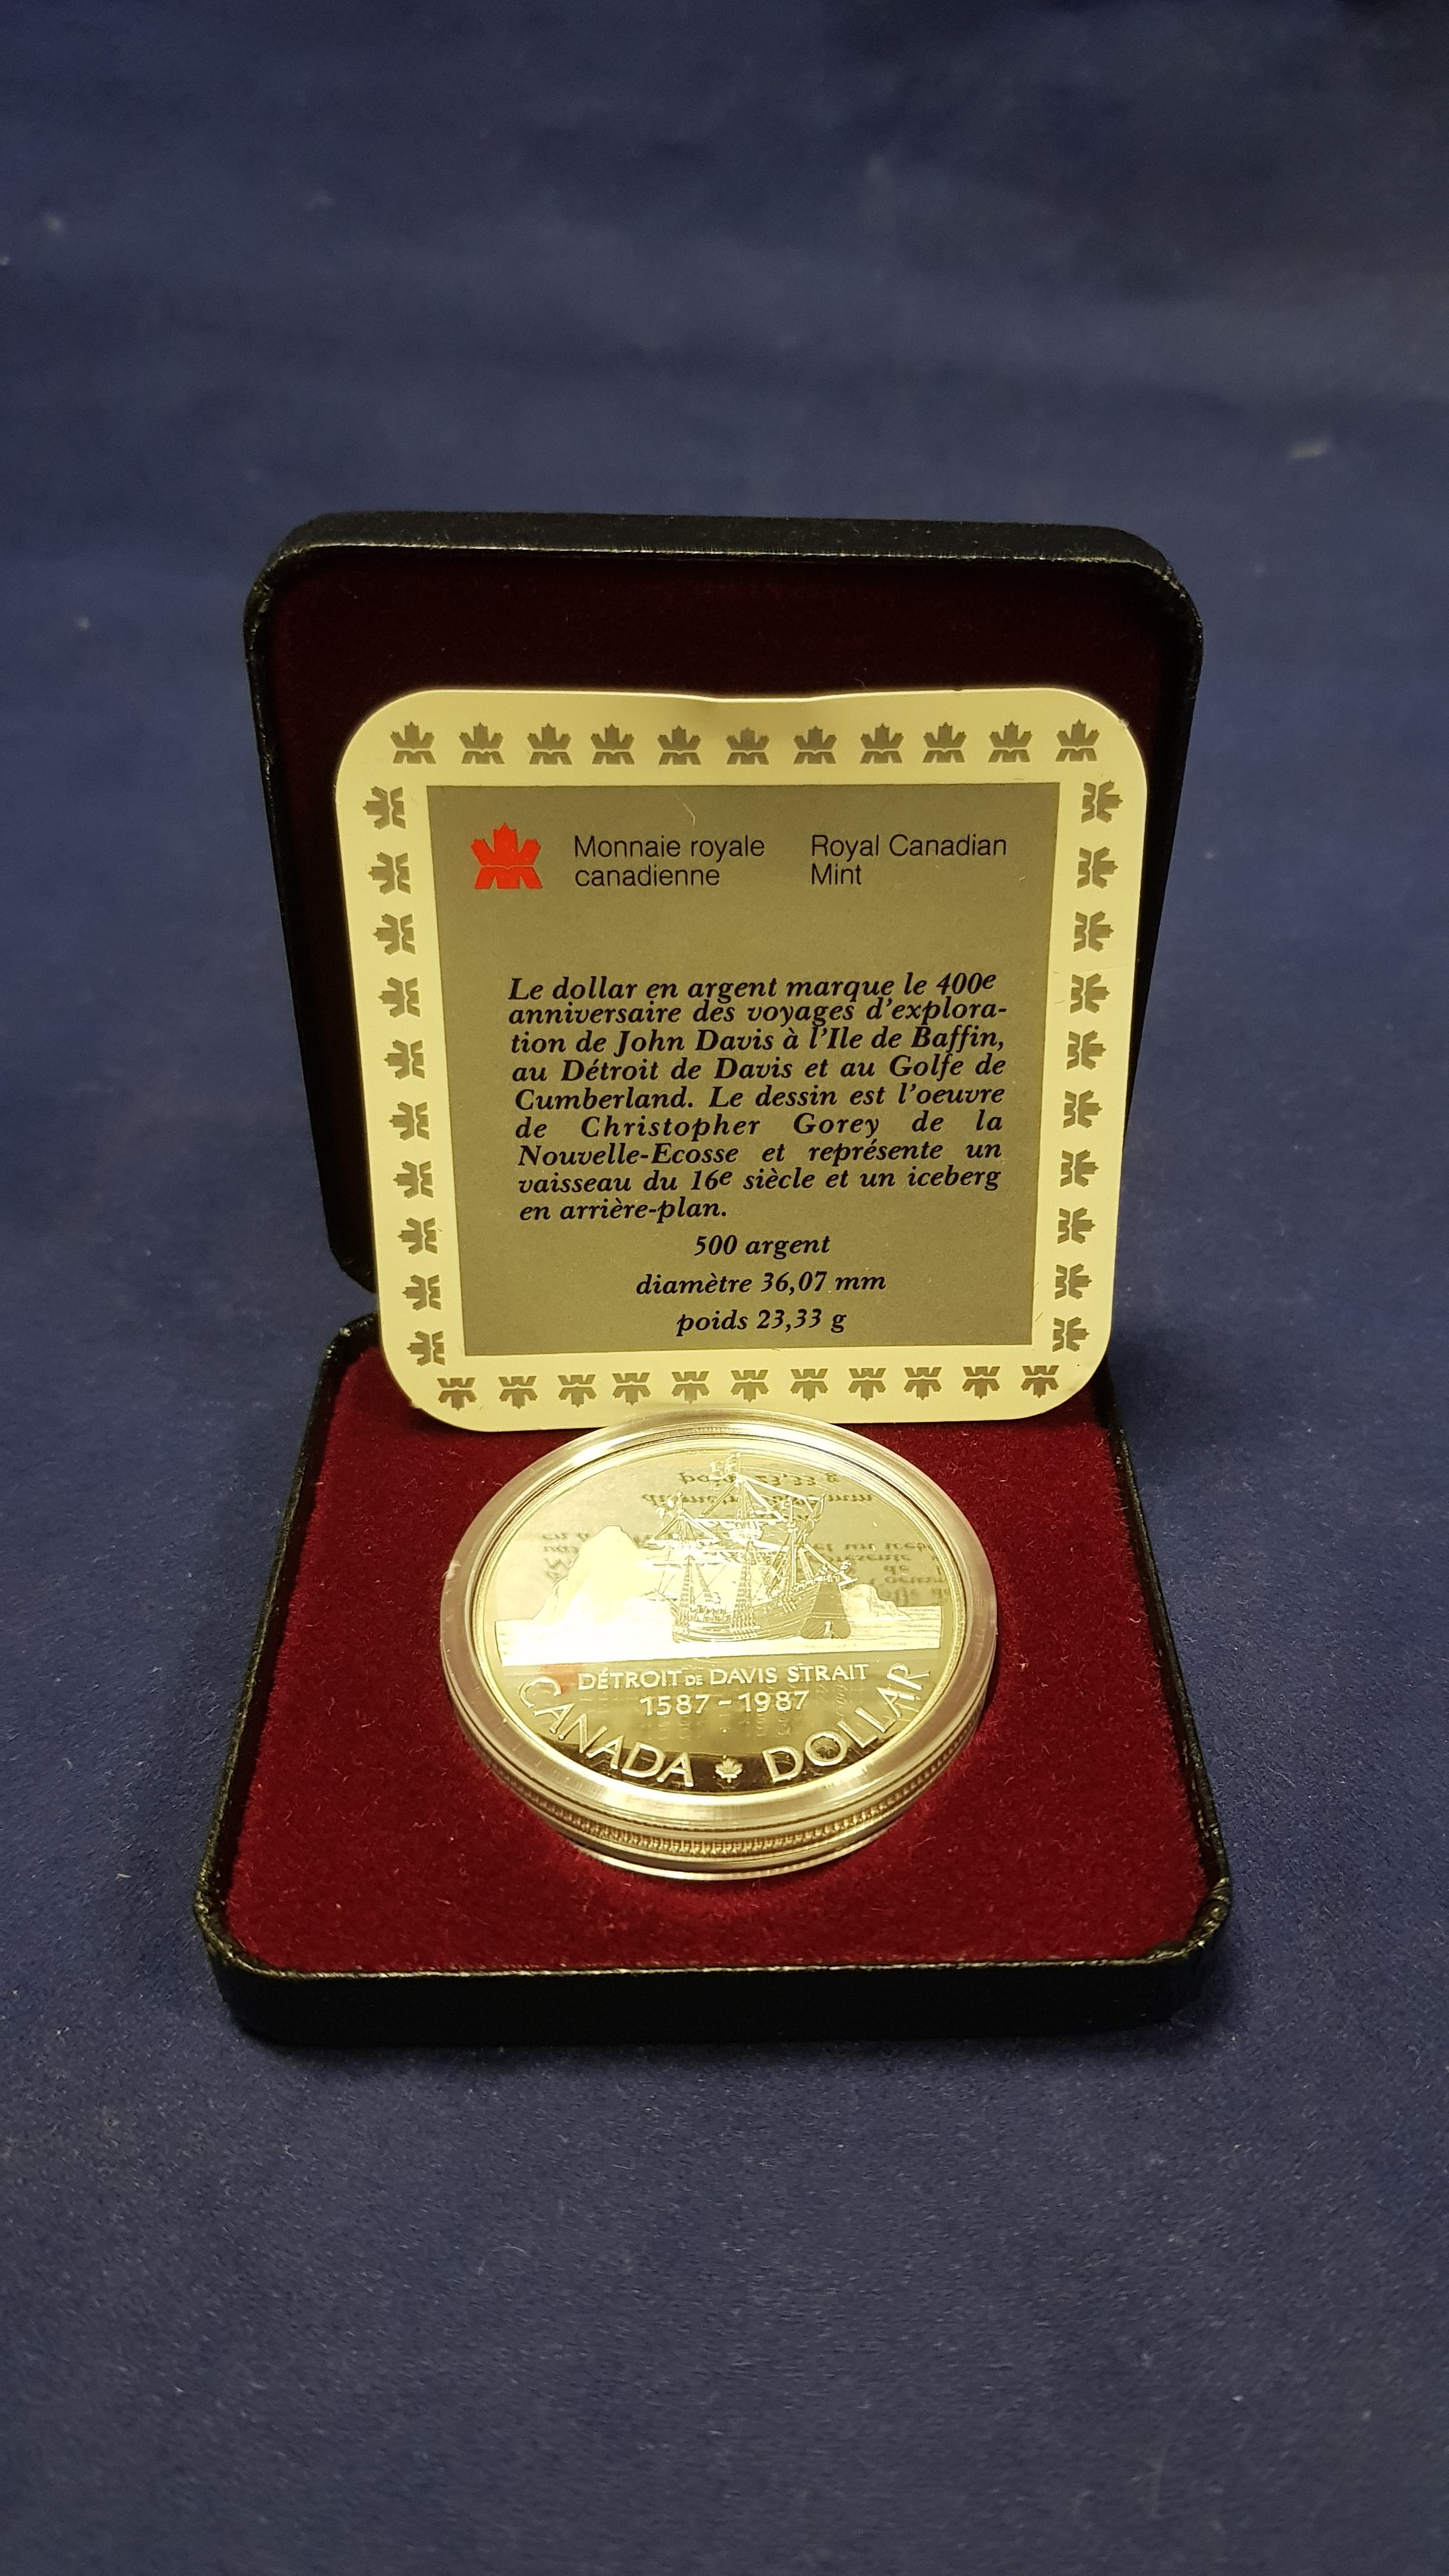 Monnaie royale canadienne
Royal Canadian Mint
Le dollar en argent marque le 400e
anniversaire des voyages d'explora-
tion de John Davis à l'Ile de Baffin,
au Détroit de Davis et au Golfe de
Cumberland. Le dessin est l'oeuvre
de Christopher Gorey de la
Nouvelle-Ecosse et représente un
vaisseau du 16e siècle et un iceberg
en arrière-plan.
500 argent
diamètre 36,07 mm
poids 23,33 g
DÉTROIT DE DAVIS STRAIT
1587-1987
CANADA DOLLAR